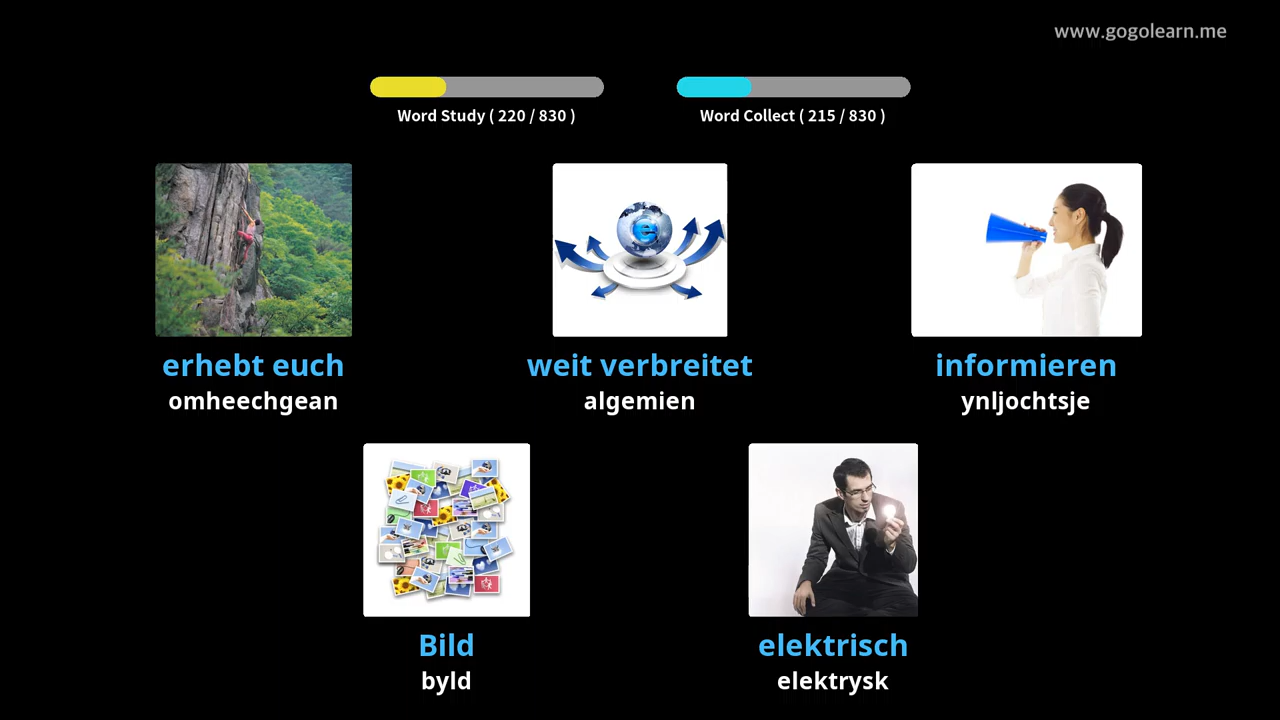 www.gogolearn.me
Word Study ( 220 / 830 )
Word Collect ( 215 / 830 )
erhebt euch
omheechgean
weit verbreitet
algemien
informieren
ynljochtsje
Bild
byld
elektrisch
elektrysk